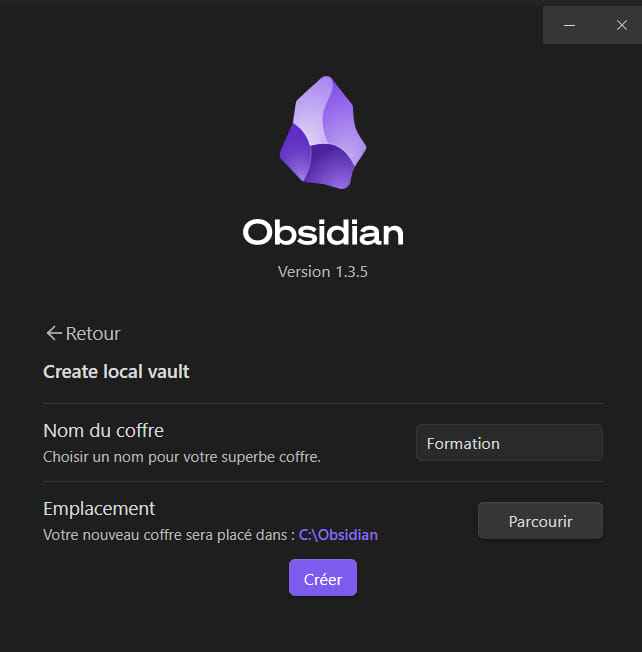 Obsidian
Version 1.3.5
Retour
Create local vault
Nom du coffre
Choisir un nom pour votre superbe coffre.
Formation
Emplacement
Votre nouveau coffre sera placé dans : C:\Obsidian
Parcourir
Créer